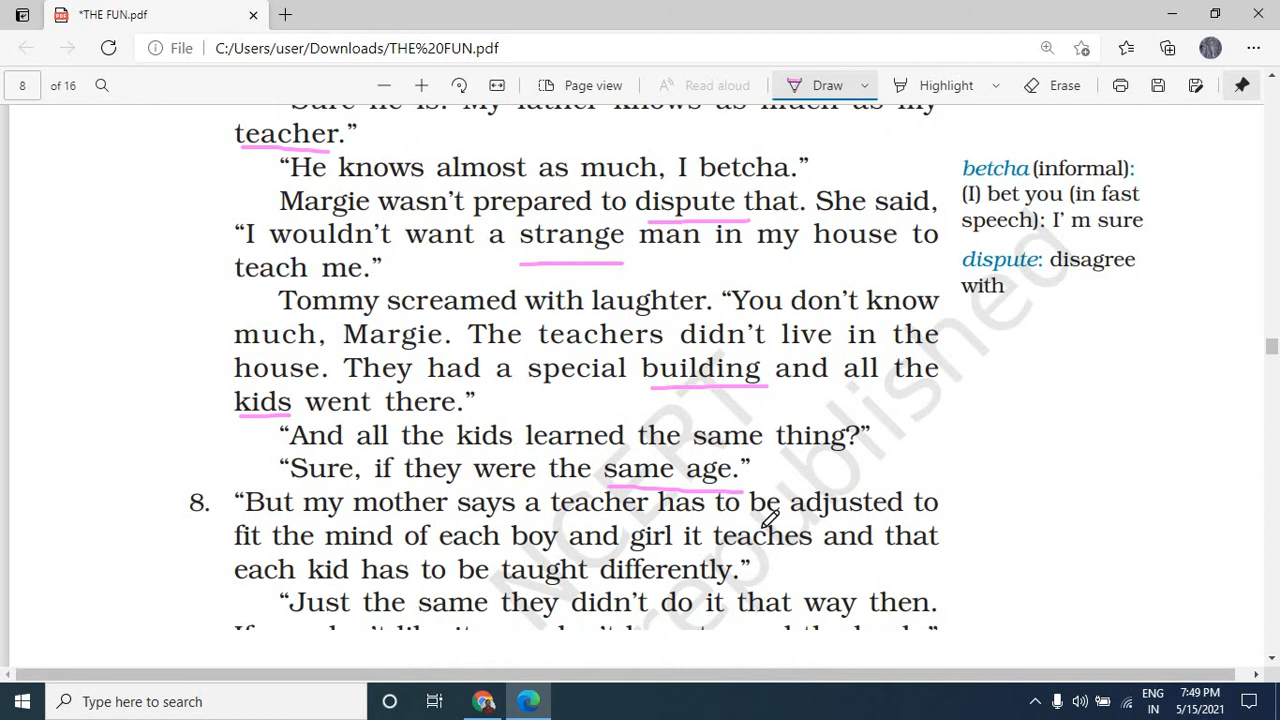 *THE FUN.pdf
File C:/Users/user/Downloads/THE%20FUN.pdf
8 of 16 Page view Read aloud Draw Highlight Erase
"Sure he is. My father knows as much as my
teacher."
"He knows almost as much, I betcha."
Margie wasn't prepared to dispute that. She said,
"I wouldn't want a strange man in my house to
teach me."
Tommy screamed with laughter. "You don't know
much, Margie. The teachers didn't live in the
house. They had a special building and all the
kids went there."
"And all the kids learned the same thing?"
"Sure, if they were the same age."
8. "But my mother says a teacher has to be adjusted to
fit the mind of each boy and girl it teaches and that
each kid has to be taught differently."
"Just the same they didn't do it that way then.
betcha (informal):
(I) bet you (in fast
speech): I' m sure
dispute: disagree
with
NCERT
republished
Type here to search
ENG
IN
7:49 PM
5/15/2021